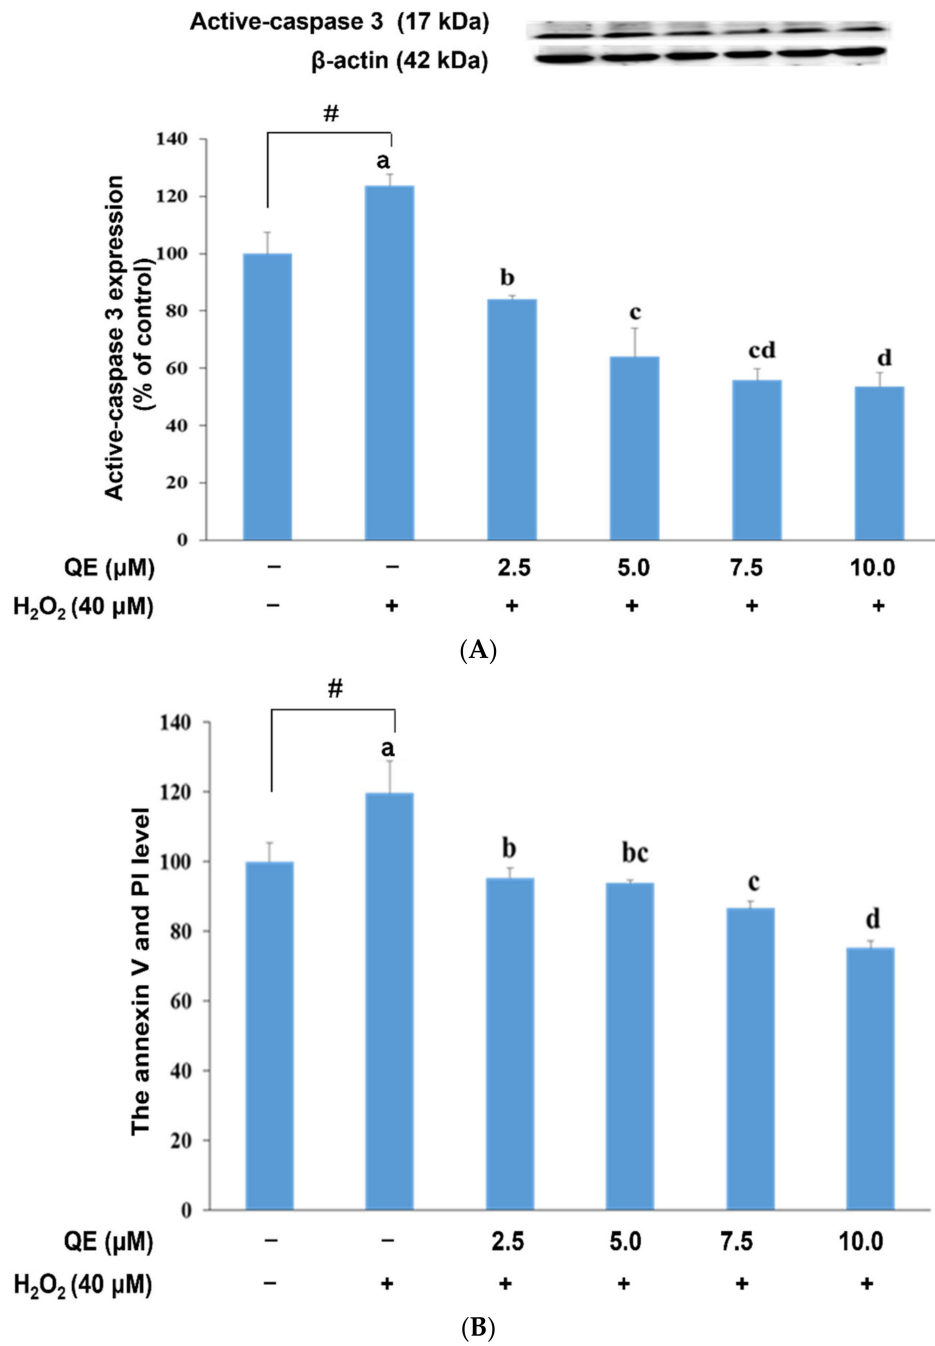 Active-caspase 3 (17 kDa)
β-actin (42 kDa)
#
140
120
100
80
60
40
20
0
Active-caspase 3 expression
(% of control)
a
b
c
cd
d
QE (μM) – – 2.5 5.0 7.5 10.0
H₂O₂ (40 μM) – + + + + +
(A)
#
140
120
100
80
60
40
20
0
The annexin V and PI level
a
b
bc
c
d
QE (μM) – – 2.5 5.0 7.5 10.0
H₂O₂ (40 μM) – + + + + +
(B)